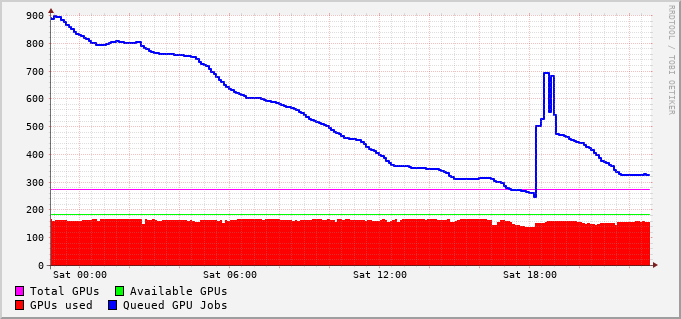 900
800
700
600
500
400
300
200
100
0
Sat 00:00 Sat 06:00 Sat 12:00 Sat 18:00
Total GPUs Available GPUs
GPUs used Queued GPU Jobs
RRDTOOL / TOBI OETIKER